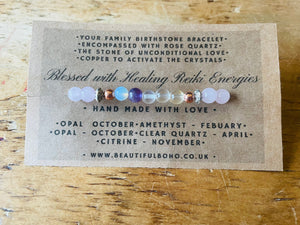 YOUR FAMILY BIRTHSTONE BRACELET
•ENCOMPASSED WITH ROSE QUARTZ•
THE STONE OF UNCONDITIONAL LOVE•
COPPER TO ACTIVATE THE CRYSTALS•
Blessed with Healing Reiki Energies
• HAND MADE WITH LOVE •
•OPAL OCTOBER•AMETHYST - FEBUARY•
OPAL - OCTOBER•CLEAR QUARTZ - APRIL•
CITRINE - NOVEMBER•
• WWW.BEAUTIFULBOHO.CO.UK •